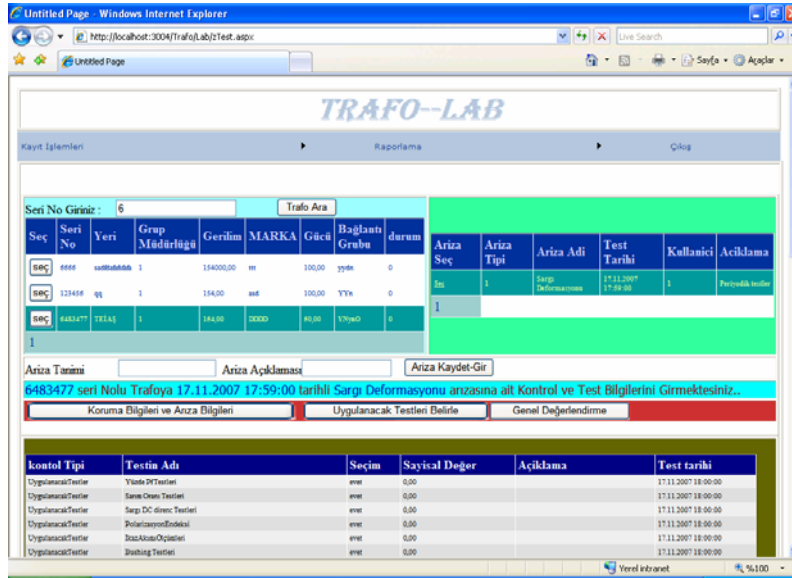 Untitled Page - Windows Internet Explorer
http://localhost:3004/Trafo/Lab/zTest.aspx
Live Search
Untitled Page
Sayfa
Araçlar
TRAFO--LAB
Kayıt İşlemleri
Raporlama
Çıkış
Seri No Giriniz : 6
Trafo Ara
Seç Seri No Yeri Grup Müdürlüğü Gerilim MARKA Gücü Bağlantı Grubu durum
seç 6666 1 154000,00 100,00 0
seç 123456 qq 1 154,00 100,00 YYn 0
seç 6483477 TEİAŞ 1 154,00 DDDD 60,00 YNyn0 0
1
Ariza Seç Ariza Tipi Ariza Adi Test Tarihi Kullanici Aciklama
1 Sargı Deformasyonu 17.11.2007 17:59:00 1 Periyodik testler
1
Ariza Tanimi
Ariza Açıklaması
Ariza Kaydet-Gir
6483477 seri Nolu Trafoya 17.11.2007 17:59:00 tarihli Sargı Deformasyonu arızasına ait Kontrol ve Test Bilgilerini Girmektesiniz..
Koruma Bilgileri ve Arıza Bilgileri
Uygulanacak Testleri Belirle
Genel Değerlendirme
kontol Tipi Testin Adı Seçim Sayisal Değer Açıklama Test tarihi
UygulanacakTestler Yüzde Pf Testleri evet 0,00 17.11.2007 18:00:00
UygulanacakTestler Sarım Oranı Testleri evet 0,00 17.11.2007 18:00:00
UygulanacakTestler Sargı DC direnc Testleri evet 0,00 17.11.2007 18:00:00
UygulanacakTestler PolarizasyonEndeksi evet 0,00 17.11.2007 18:00:00
UygulanacakTestler İkazAkımıÖlçümleri evet 0,00 17.11.2007 18:00:00
UygulanacakTestler Bushing Testleri evet 0,00 17.11.2007 18:00:00
Yerel intranet
%100